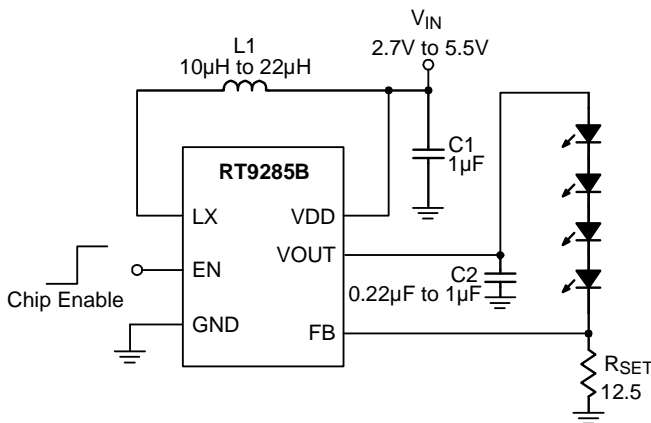 VIN
2.7V to 5.5V
L1
10µH to 22µH
C1
1µF
RT9285B
LX
VDD
VOUT
EN
Chip Enable
C2
0.22µF to 1µF
GND
FB
RSET
12.5